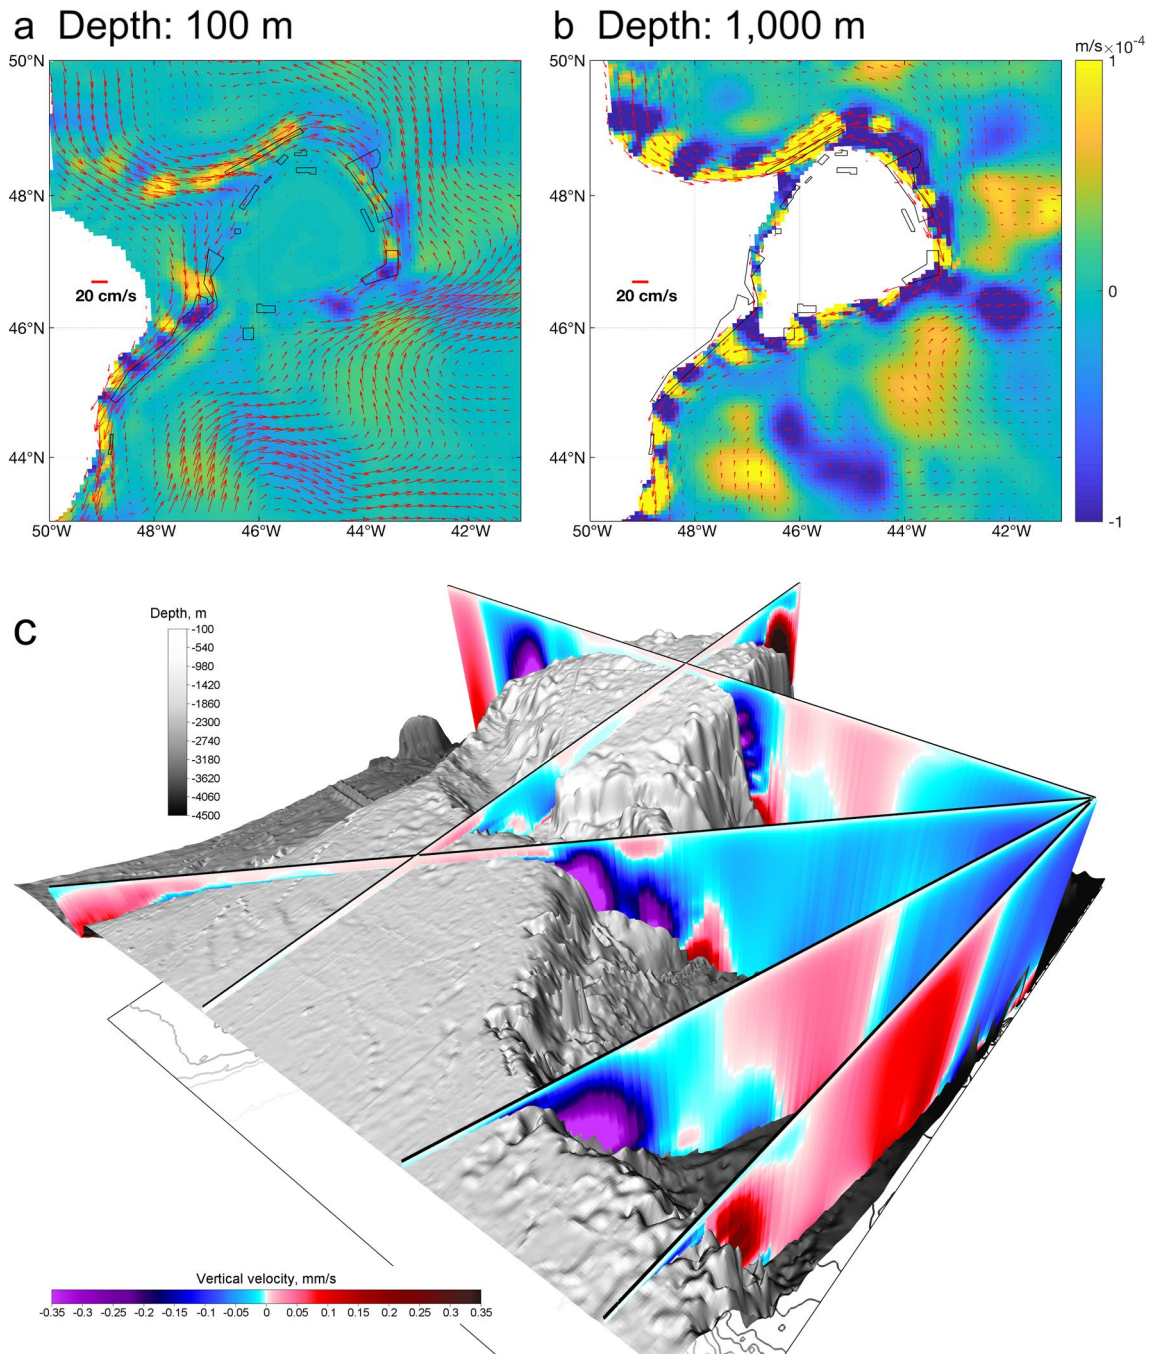 a Depth: 100 m
b Depth: 1,000 m
m/s×10⁻⁴
50°N
48°N
46°N
44°N
20 cm/s
50°W
48°W
46°W
44°W
42°W
50°N
48°N
46°N
44°N
20 cm/s
50°W
48°W
46°W
44°W
42°W
1
0
-1
c
Depth, m
-100
-540
-980
-1420
-1860
-2300
-2740
-3180
-3620
-4060
-4500
Vertical velocity, mm/s
-0.35 -0.3 -0.25 -0.2 -0.15 -0.1 -0.05 0 0.05 0.1 0.15 0.2 0.25 0.3 0.35